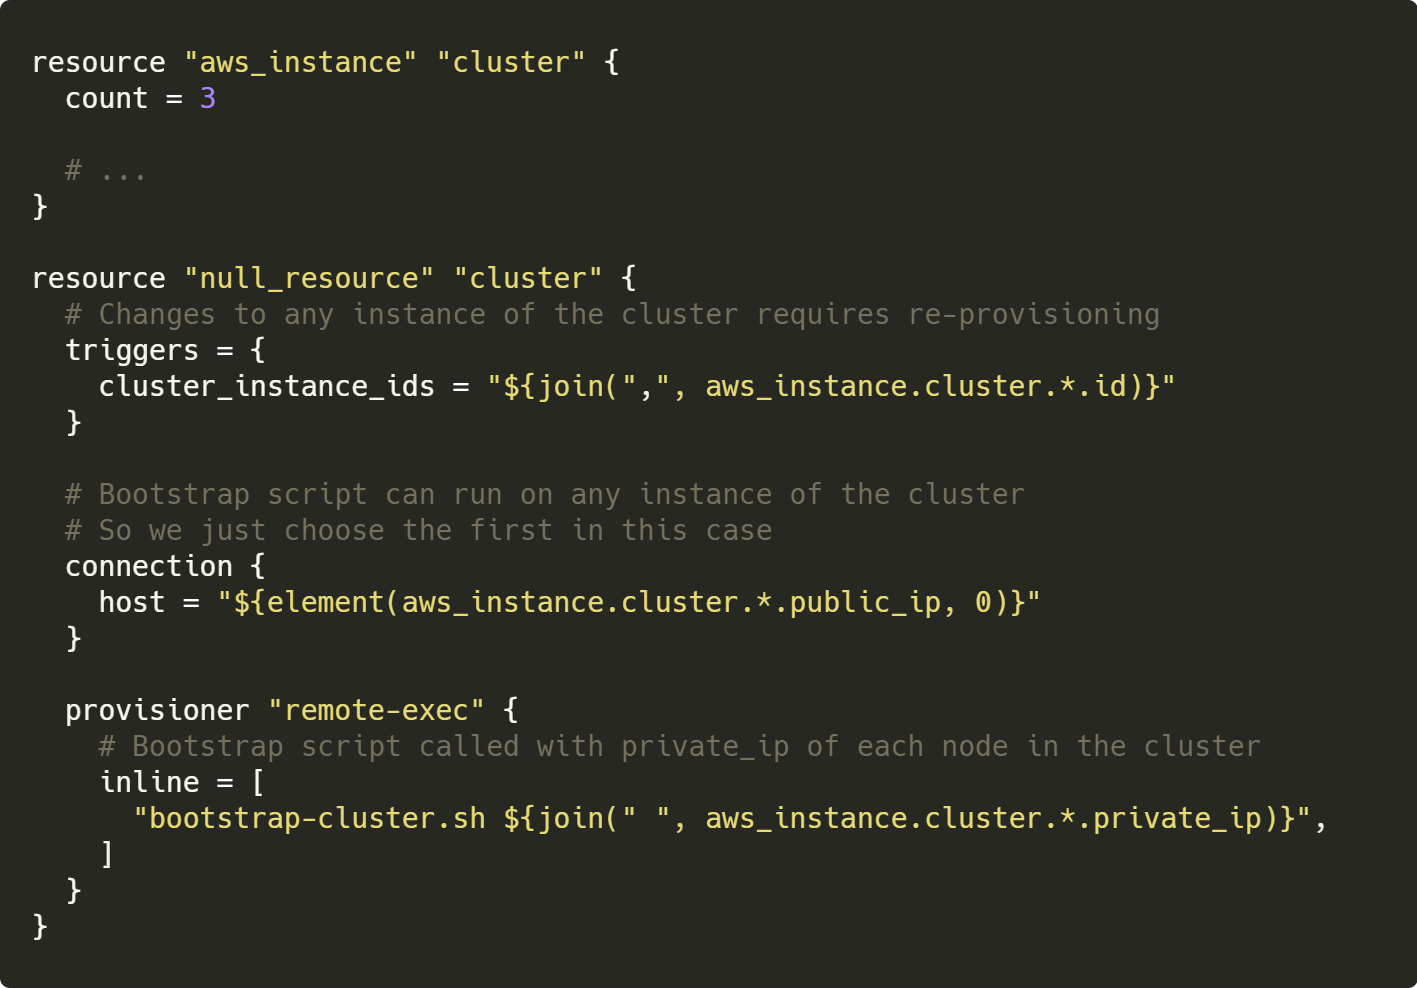 resource "aws_instance" "cluster" {
  count = 3

  # ...
}

resource "null_resource" "cluster" {
  # Changes to any instance of the cluster requires re-provisioning
  triggers = {
    cluster_instance_ids = "${join(",", aws_instance.cluster.*.id)}"
  }

  # Bootstrap script can run on any instance of the cluster
  # So we just choose the first in this case
  connection {
    host = "${element(aws_instance.cluster.*.public_ip, 0)}"
  }

  provisioner "remote-exec" {
    # Bootstrap script called with private_ip of each node in the cluster
    inline = [
      "bootstrap-cluster.sh ${join(" ", aws_instance.cluster.*.private_ip)}",
    ]
  }
}